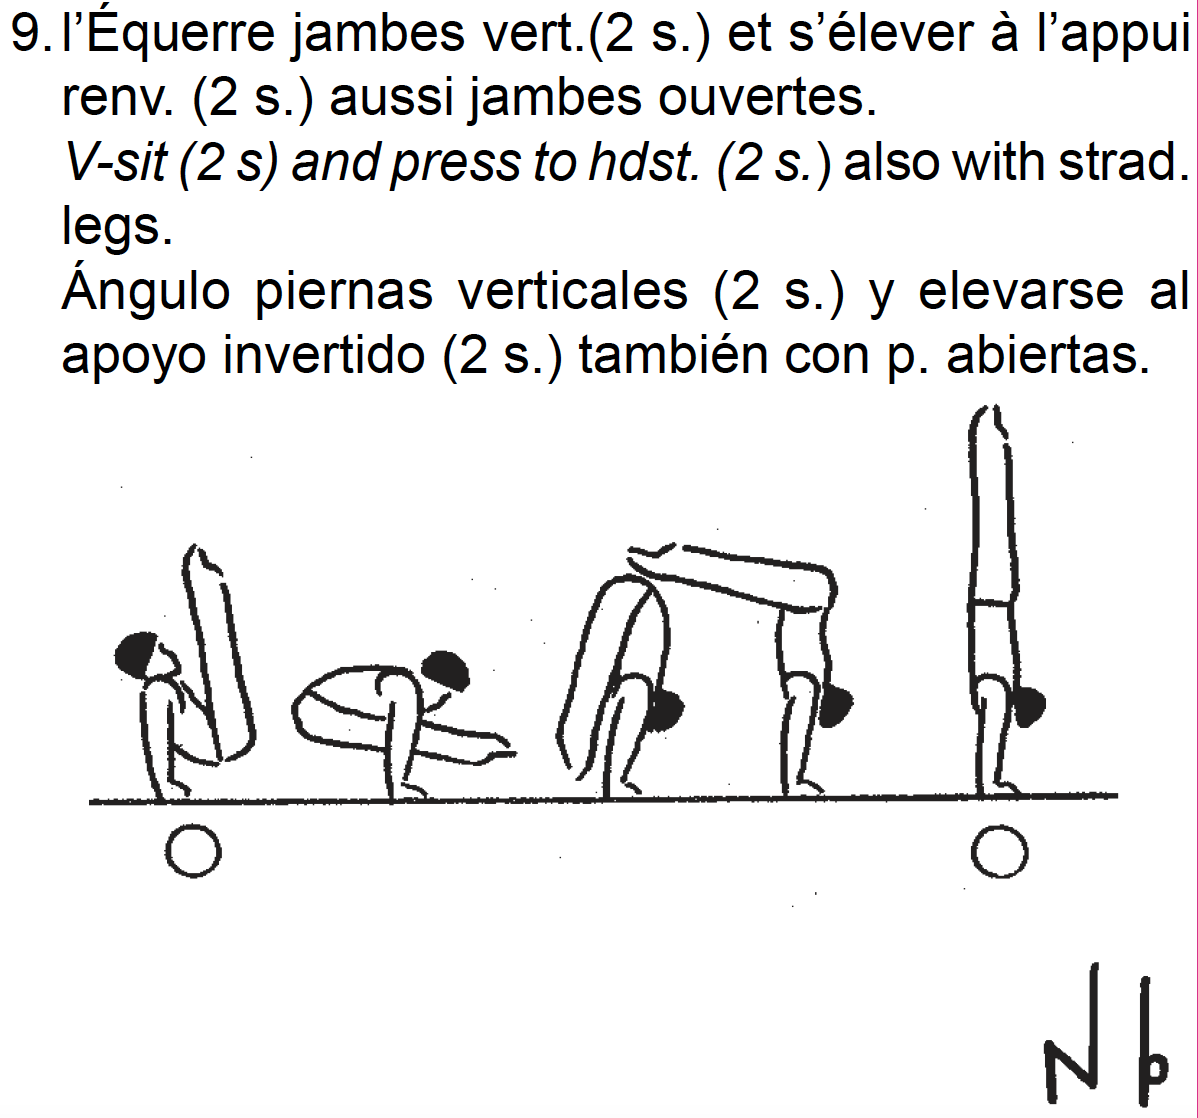 9. l’Équerre jambes vert.(2 s.) et s’élever à l’appui
renv. (2 s.) aussi jambes ouvertes.
V-sit (2 s) and press to hdst. (2 s.) also with strad.
legs.
Ángulo piernas verticales (2 s.) y elevarse al
apoyo invertido (2 s.) también con p. abiertas.